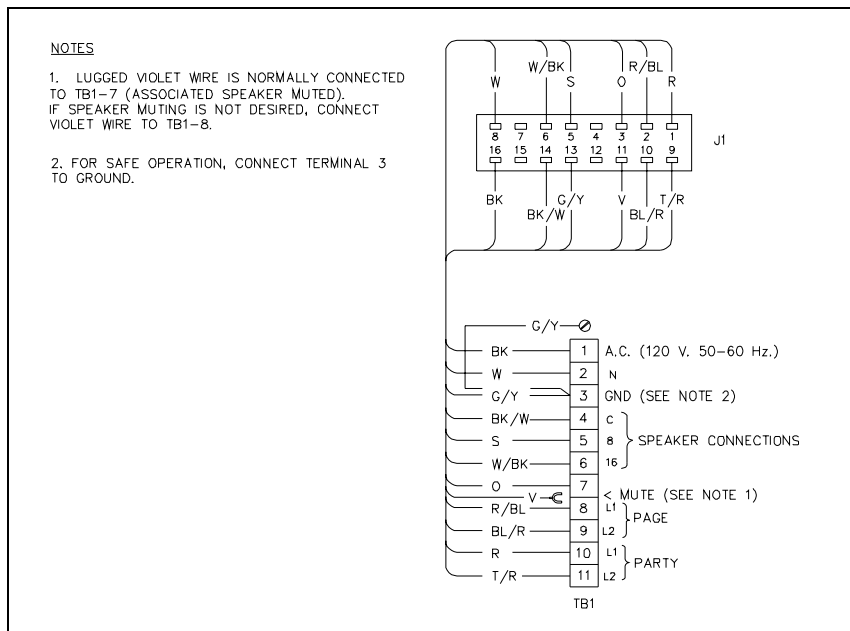 NOTES
1. LUGGED VIOLET WIRE IS NORMALLY CONNECTED
TO TB1-7 (ASSOCIATED SPEAKER MUTED).
IF SPEAKER MUTING IS NOT DESIRED, CONNECT
VIOLET WIRE TO TB1-8.
2. FOR SAFE OPERATION, CONNECT TERMINAL 3
TO GROUND.
W W/BK S O R/BL R
8 7 6 5 4 3 2 1
16 15 14 13 12 11 10 9
J1
BK BK/W G/Y V BL/R T/R
G/Y
BK 1 A.C. (120 V. 50-60 Hz.)
W 2 N
G/Y 3 GND (SEE NOTE 2)
BK/W 4 C
S 5 8 SPEAKER CONNECTIONS
W/BK 6 16
O 7
V < MUTE (SEE NOTE 1)
R/BL 8 L1
PAGE
BL/R 9 L2
R 10 L1
PARTY
T/R 11 L2
TB1